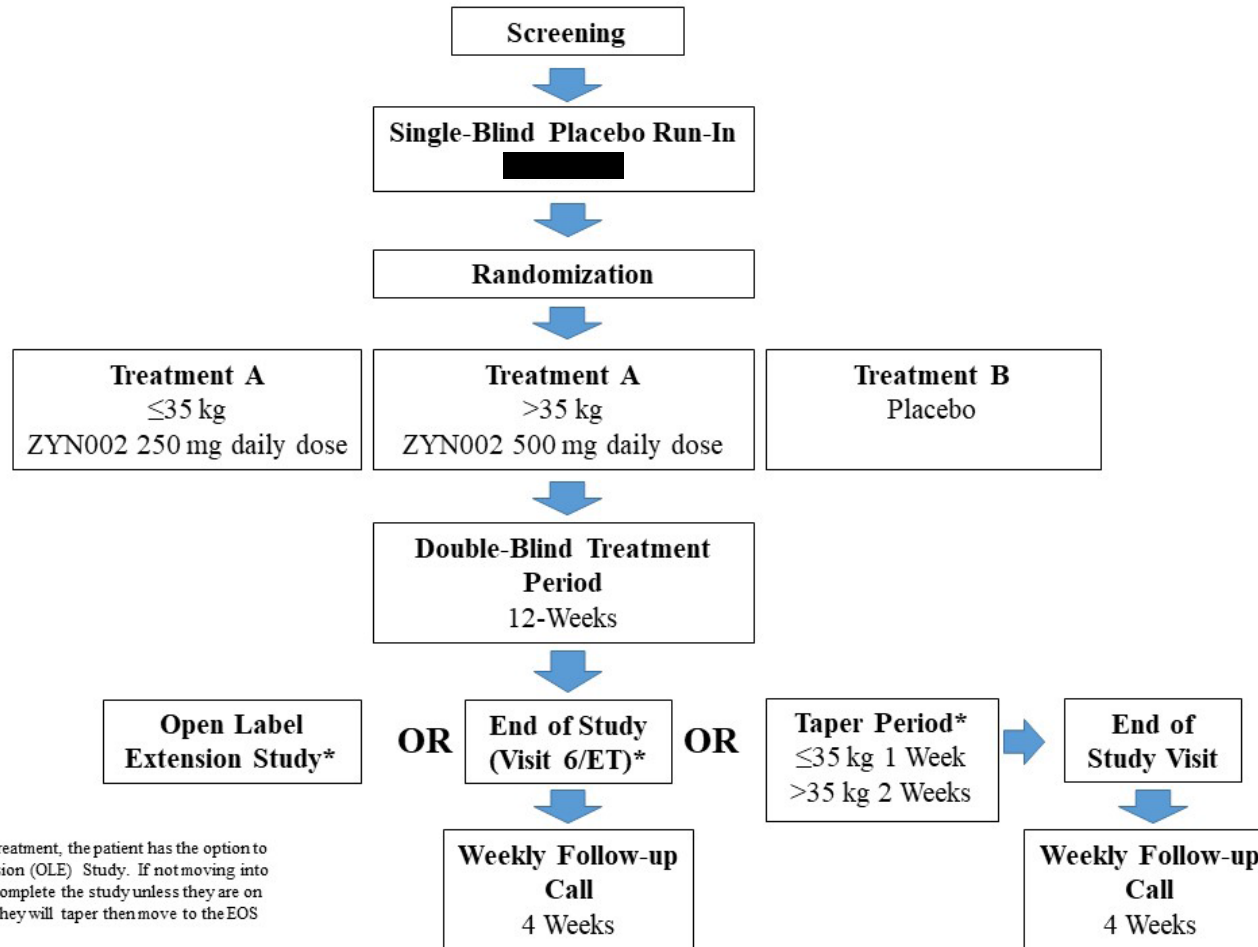 Screening
Single-Blind Placebo Run-In
Randomization
Treatment A
≤35 kg
ZYN002 250 mg daily dose
Treatment A
>35 kg
ZYN002 500 mg daily dose
Treatment B
Placebo
Double-Blind Treatment
Period
12-Weeks
Open Label
Extension Study*
OR
End of Study
(Visit 6/ET)*
OR
Taper Period*
≤35 kg 1 Week
>35 kg 2 Weeks
End of
Study Visit
Weekly Follow-up
Call
4 Weeks
Weekly Follow-up
Call
4 Weeks
reatment, the patient has the option to
sion (OLE) Study. If not moving into
omplete the study unless they are on
hey will taper then move to the EOS